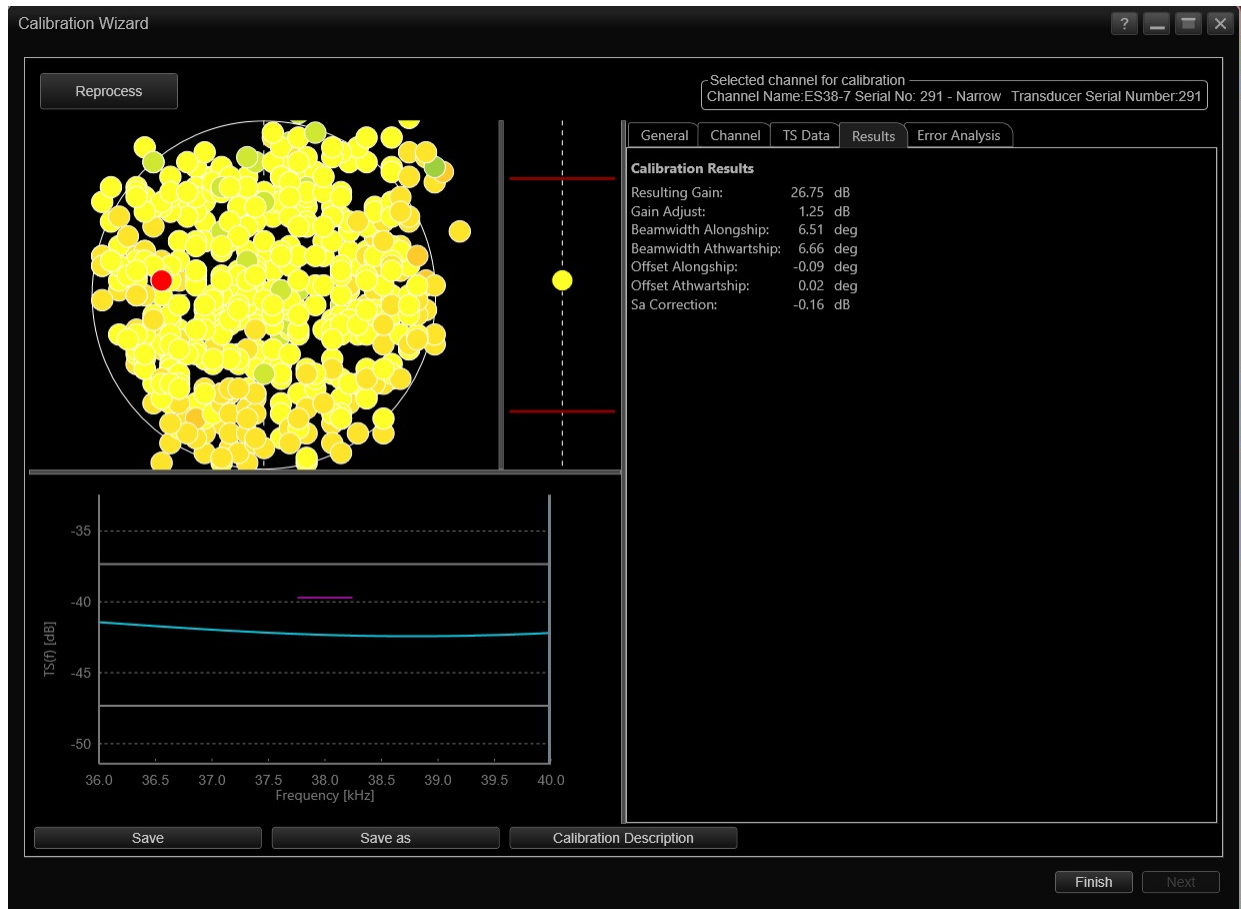 Calibration Wizard
?
Reprocess
Selected channel for calibration
Channel Name:ES38-7 Serial No: 291 - Narrow Transducer Serial Number:291
General Channel TS Data Results Error Analysis
Calibration Results
Resulting Gain: 26.75 dB
Gain Adjust: 1.25 dB
Beamwidth Alongship: 6.51 deg
Beamwidth Athwartship: 6.66 deg
Offset Alongship: -0.09 deg
Offset Athwartship: 0.02 deg
Sa Correction: -0.16 dB
-35
-40
-45
-50
TS(f) [dB]
36.0 36.5 37.0 37.5 38.0 38.5 39.0 39.5 40.0
Frequency [kHz]
Save Save as Calibration Description
Finish Next